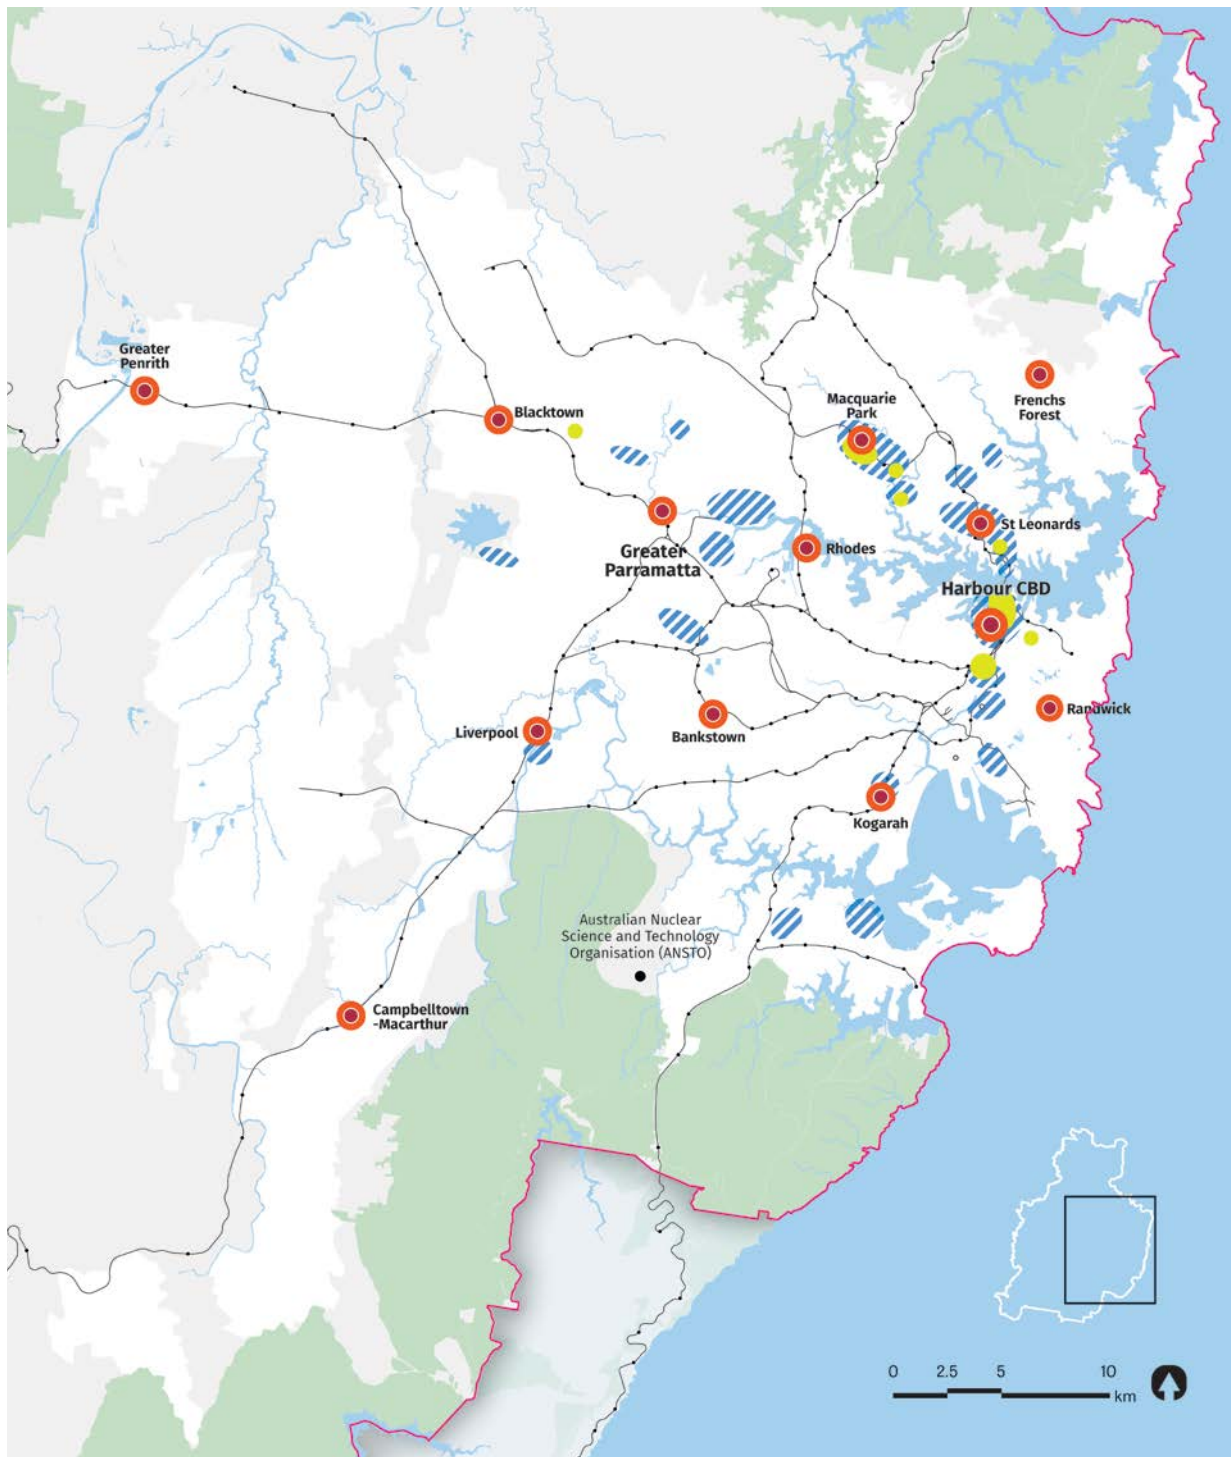 Greater
Penrith
Blacktown
Macquarie
Park
Frenchs
Forest
St Leonards
Greater
Parramatta
Rhodes
Harbour CBD
Liverpool
Bankstown
Randwick
Kogarah
Australian Nuclear
Science and Technology
Organisation (ANSTO)
Campbelltown
-Macarthur
0 2.5 5 10
km